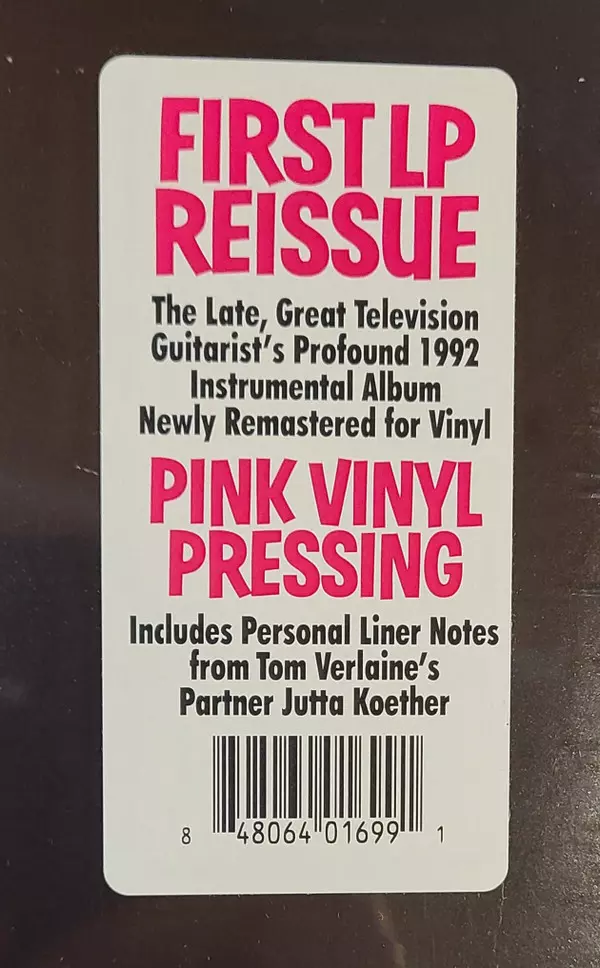 FIRST LP
REISSUE
The Late, Great Television
Guitarist's Profound 1992
Instrumental Album
Newly Remastered for Vinyl
PINK VINYL
PRESSING
Includes Personal Liner Notes
from Tom Verlaine's
Partner Jutta Koether
8 48064 01699 1